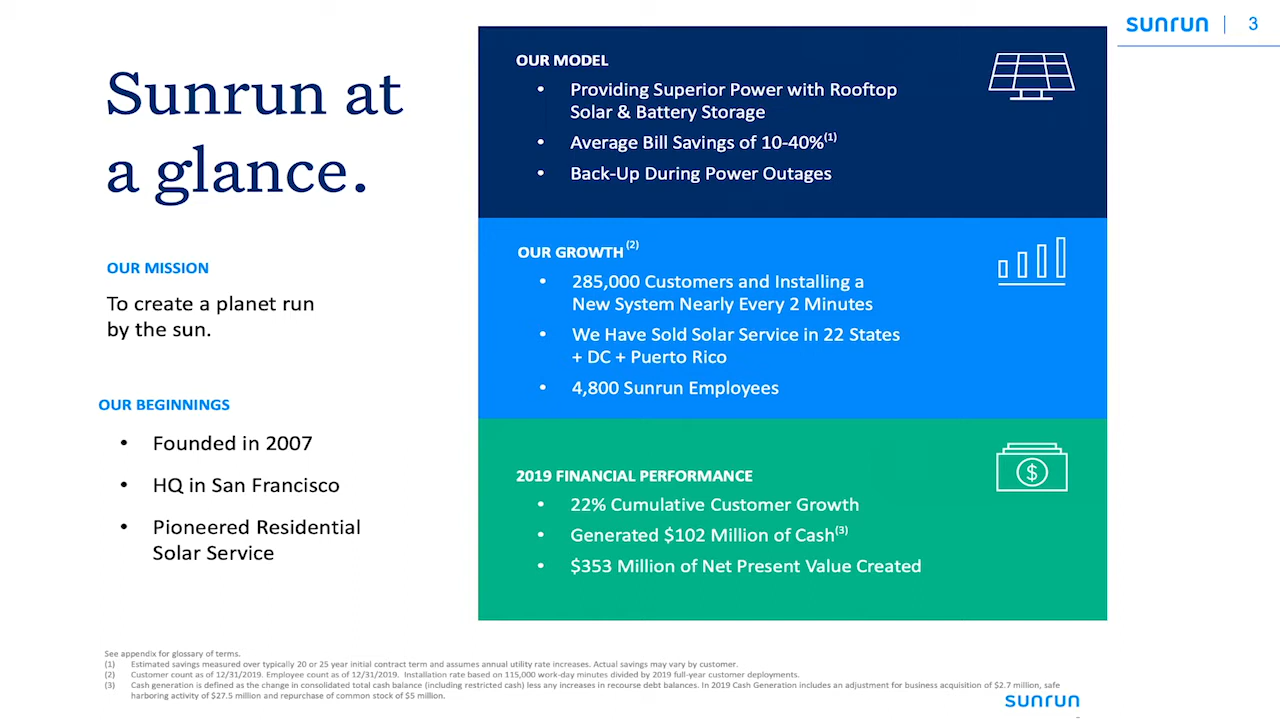 sunrun | 3
Sunrun at
a glance.
OUR MISSION
To create a planet run
by the sun.
OUR BEGINNINGS
• Founded in 2007
• HQ in San Francisco
• Pioneered Residential
Solar Service
OUR MODEL
• Providing Superior Power with Rooftop
Solar & Battery Storage
• Average Bill Savings of 10-40%(1)
• Back-Up During Power Outages
OUR GROWTH (2)
• 285,000 Customers and Installing a
New System Nearly Every 2 Minutes
• We Have Sold Solar Service in 22 States
+ DC + Puerto Rico
• 4,800 Sunrun Employees
2019 FINANCIAL PERFORMANCE
$
• 22% Cumulative Customer Growth
• Generated $102 Million of Cash(3)
• $353 Million of Net Present Value Created
See appendix for glossary of terms.
(1) Estimated savings measured over typically 20 or 25 year initial contract term and assumes annual utility rate increases. Actual savings may vary by customer.
(2) Customer count as of 12/31/2019. Employee count as of 12/31/2019. Installation rate based on 115,000 work-day minutes divided by 2019 full-year customer deployments.
(3) Cash generation is defined as the change in consolidated total cash balance (including restricted cash) less any increases in recourse debt balances. In 2019 Cash Generation includes an adjustment for business acquisition of $2.7 million, safe
harboring activity of $27.5 million and repurchase of common stock of $5 million.
sunrun